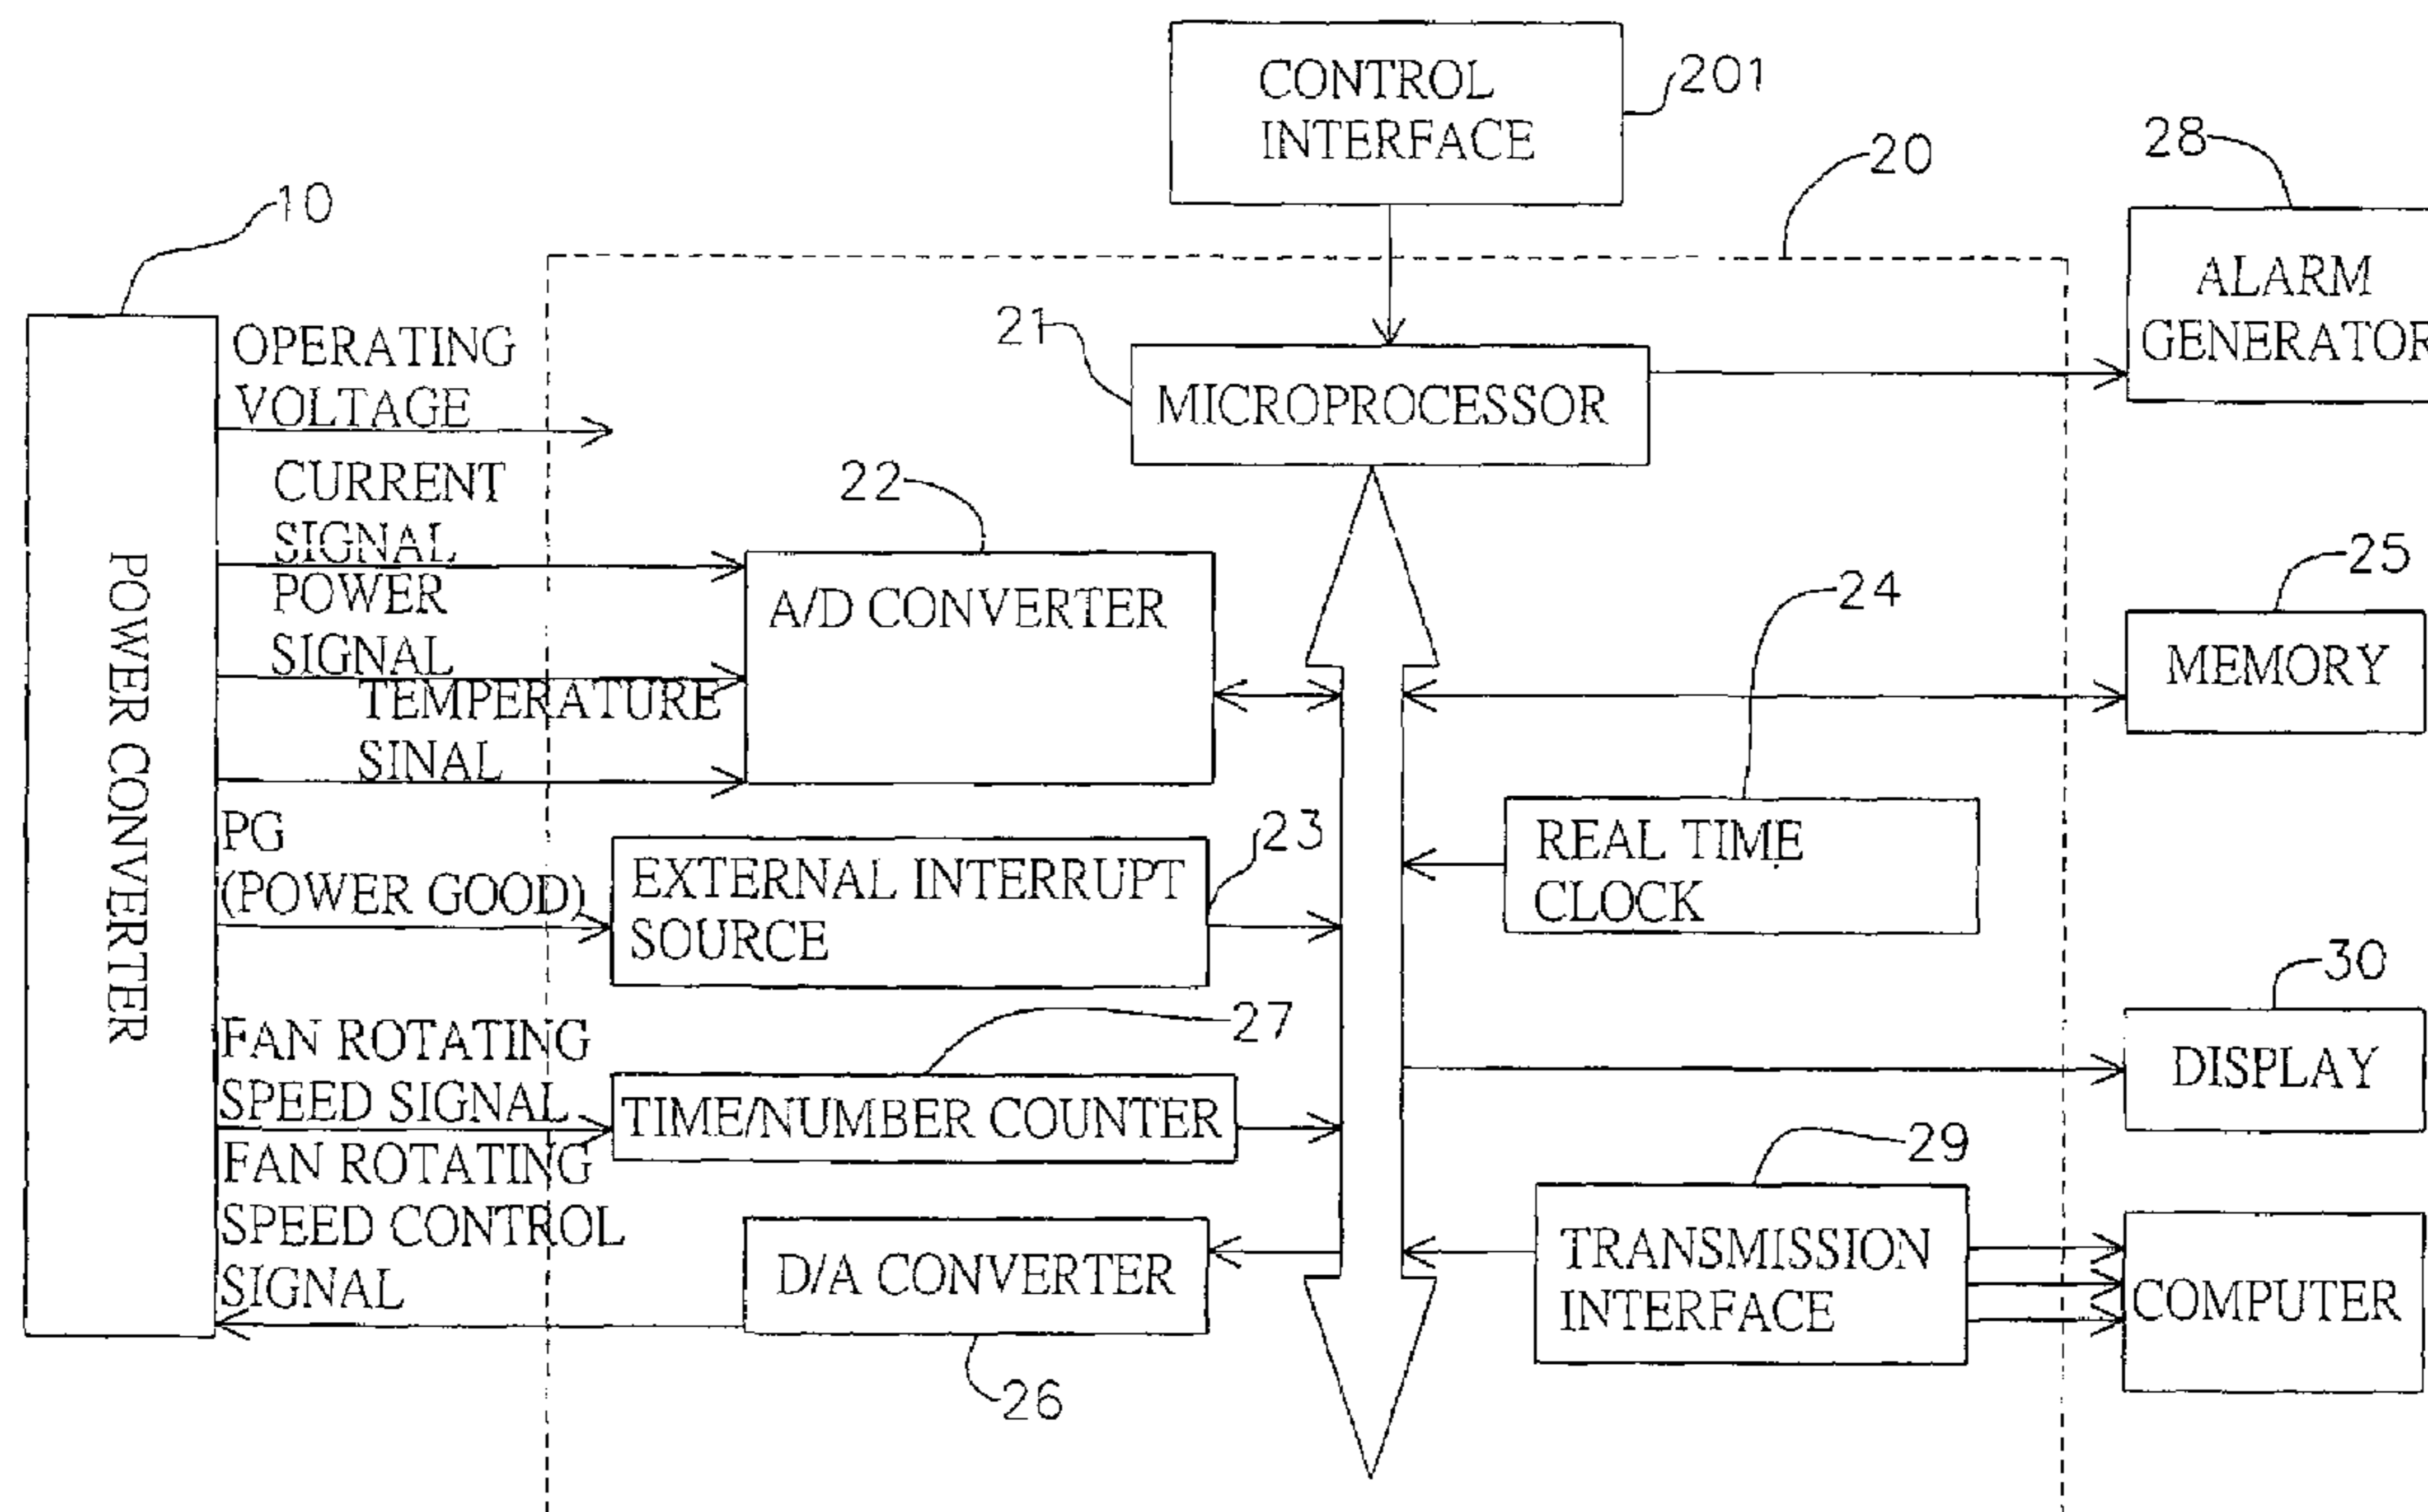 CONTROL
INTERFACE
201
20
28
10
ALARM
GENERATOR
21
MICROPROCESSOR
OPERATING
VOLTAGE
CURRENT
SIGNAL
POWER
SIGNAL
TEMPERATURE
SINAL
22
A/D CONVERTER
24
25
MEMORY
POWER CONVERTER
PG
(POWER GOOD)
EXTERNAL INTERRUPT
SOURCE
23
REAL TIME
CLOCK
30
DISPLAY
FAN ROTATING
SPEED SIGNAL
27
TIME/NUMBER COUNTER
FAN ROTATING
SPEED CONTROL
SIGNAL
D/A CONVERTER
26
29
TRANSMISSION
INTERFACE
COMPUTER